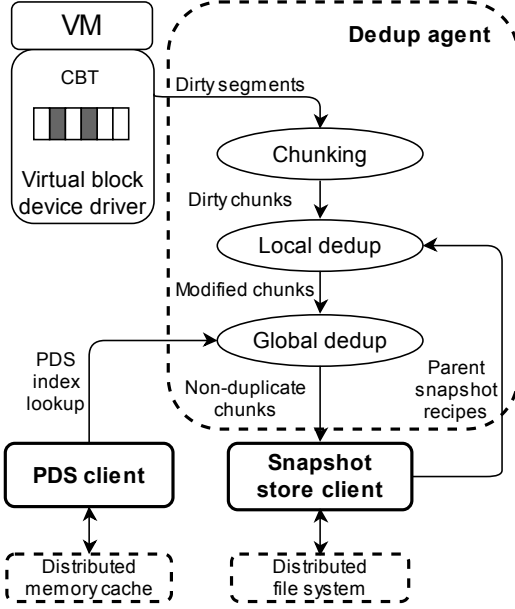 VM
Dedup agent
CBT
Dirty segments
Virtual block
device driver
Chunking
Dirty chunks
Local dedup
Modified chunks
Global dedup
PDS
index
lookup
Non-duplicate
chunks
Parent
snapshot
recipes
PDS client
Snapshot
store client
Distributed
memory cache
Distributed
file system